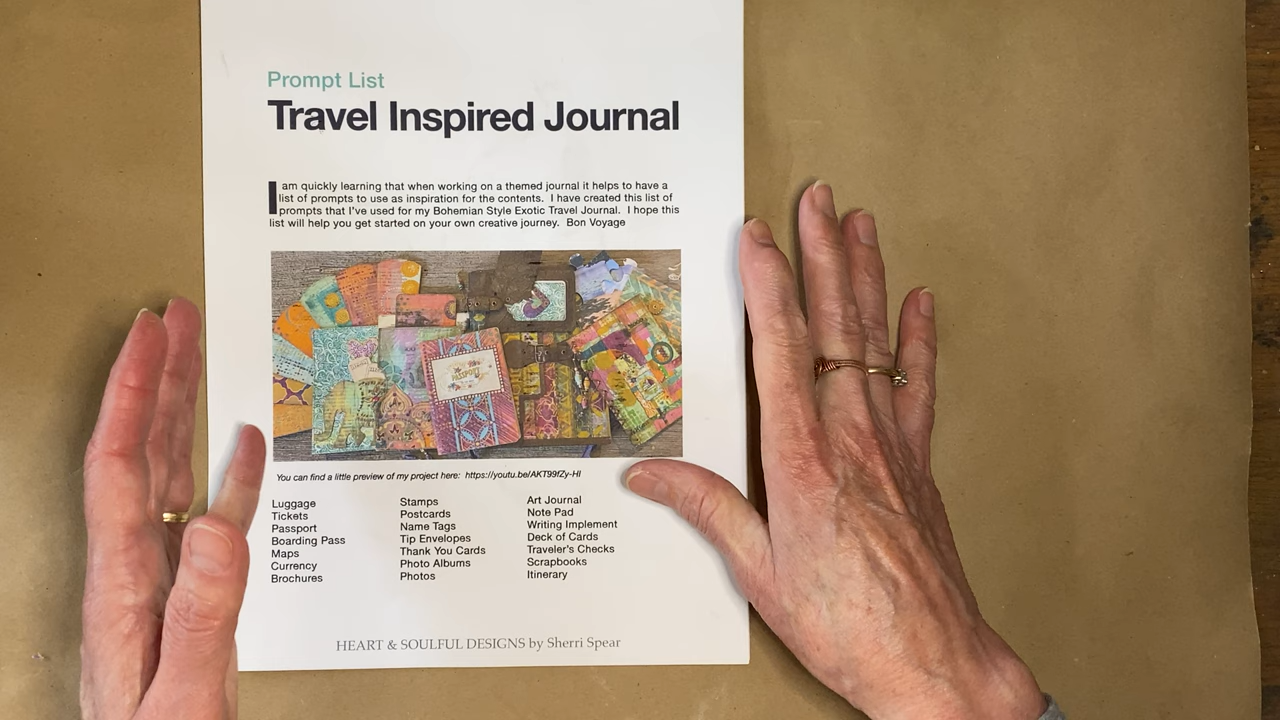 Prompt List
Travel Inspired Journal
I am quickly learning that when working on a themed journal it helps to have a
list of prompts to use as inspiration for the contents. I have created this list of
prompts that I've used for my Bohemian Style Exotic Travel Journal. I hope this
list will help you get started on your own creative journey. Bon Voyage
PASSPORT
You can find a little preview of my project here: https://youtu.be/AKT99fZy-HI
Luggage
Tickets
Passport
Boarding Pass
Maps
Currency
Brochures
Stamps
Postcards
Name Tags
Tip Envelopes
Thank You Cards
Photo Albums
Photos
Art Journal
Note Pad
Writing Implement
Deck of Cards
Traveler's Checks
Scrapbooks
Itinerary
HEART & SOULFUL DESIGNS by Sherri Spear